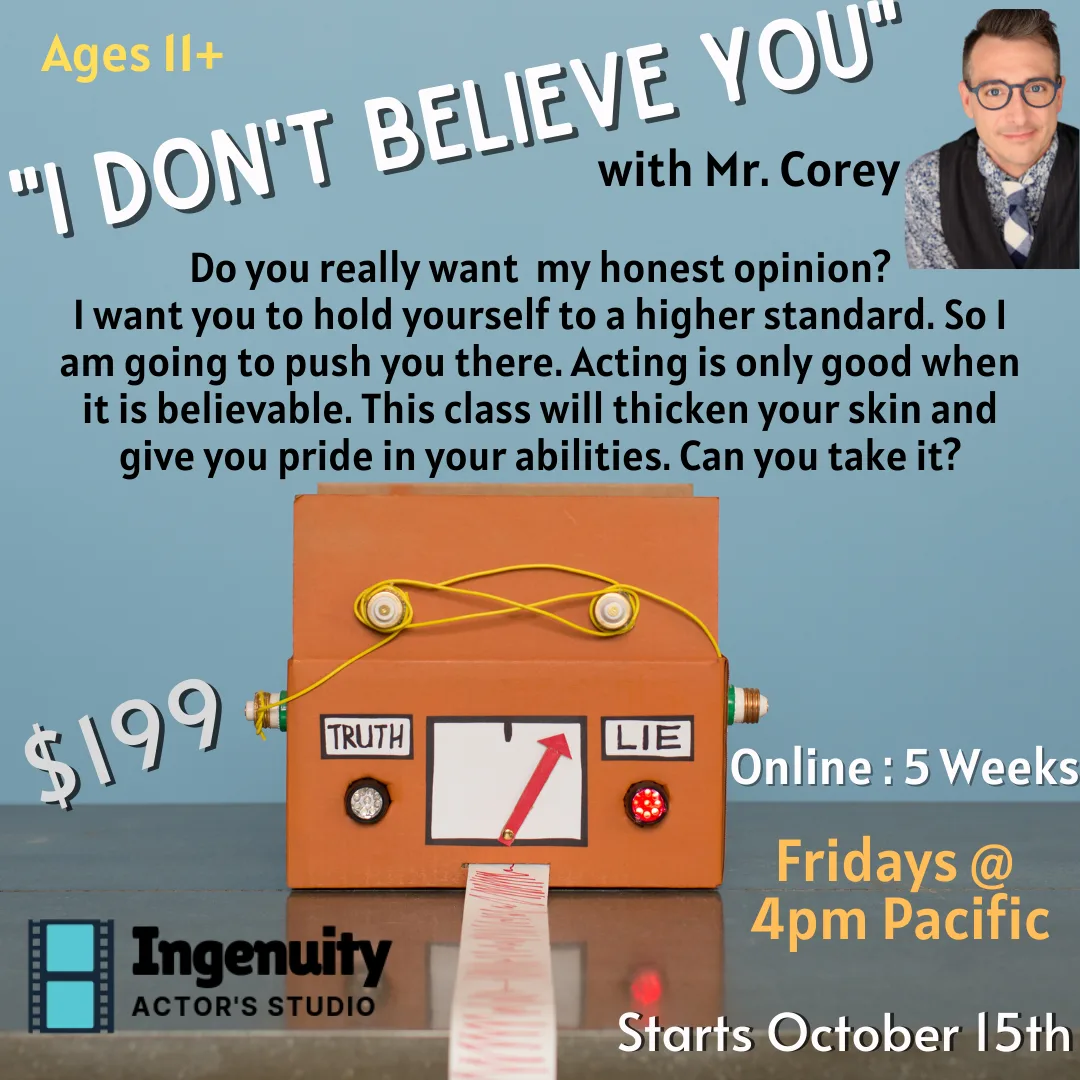 Ages 11+
"I DON'T BELIEVE YOU"
with Mr. Corey
Do you really want my honest opinion?
I want you to hold yourself to a higher standard. So I
am going to push you there. Acting is only good when
it is believable. This class will thicken your skin and
give you pride in your abilities. Can you take it?
$199
TRUTH
LIE
Online : 5 Weeks
Fridays @
4pm Pacific
Ingenuity
ACTOR'S STUDIO
Starts October 15th